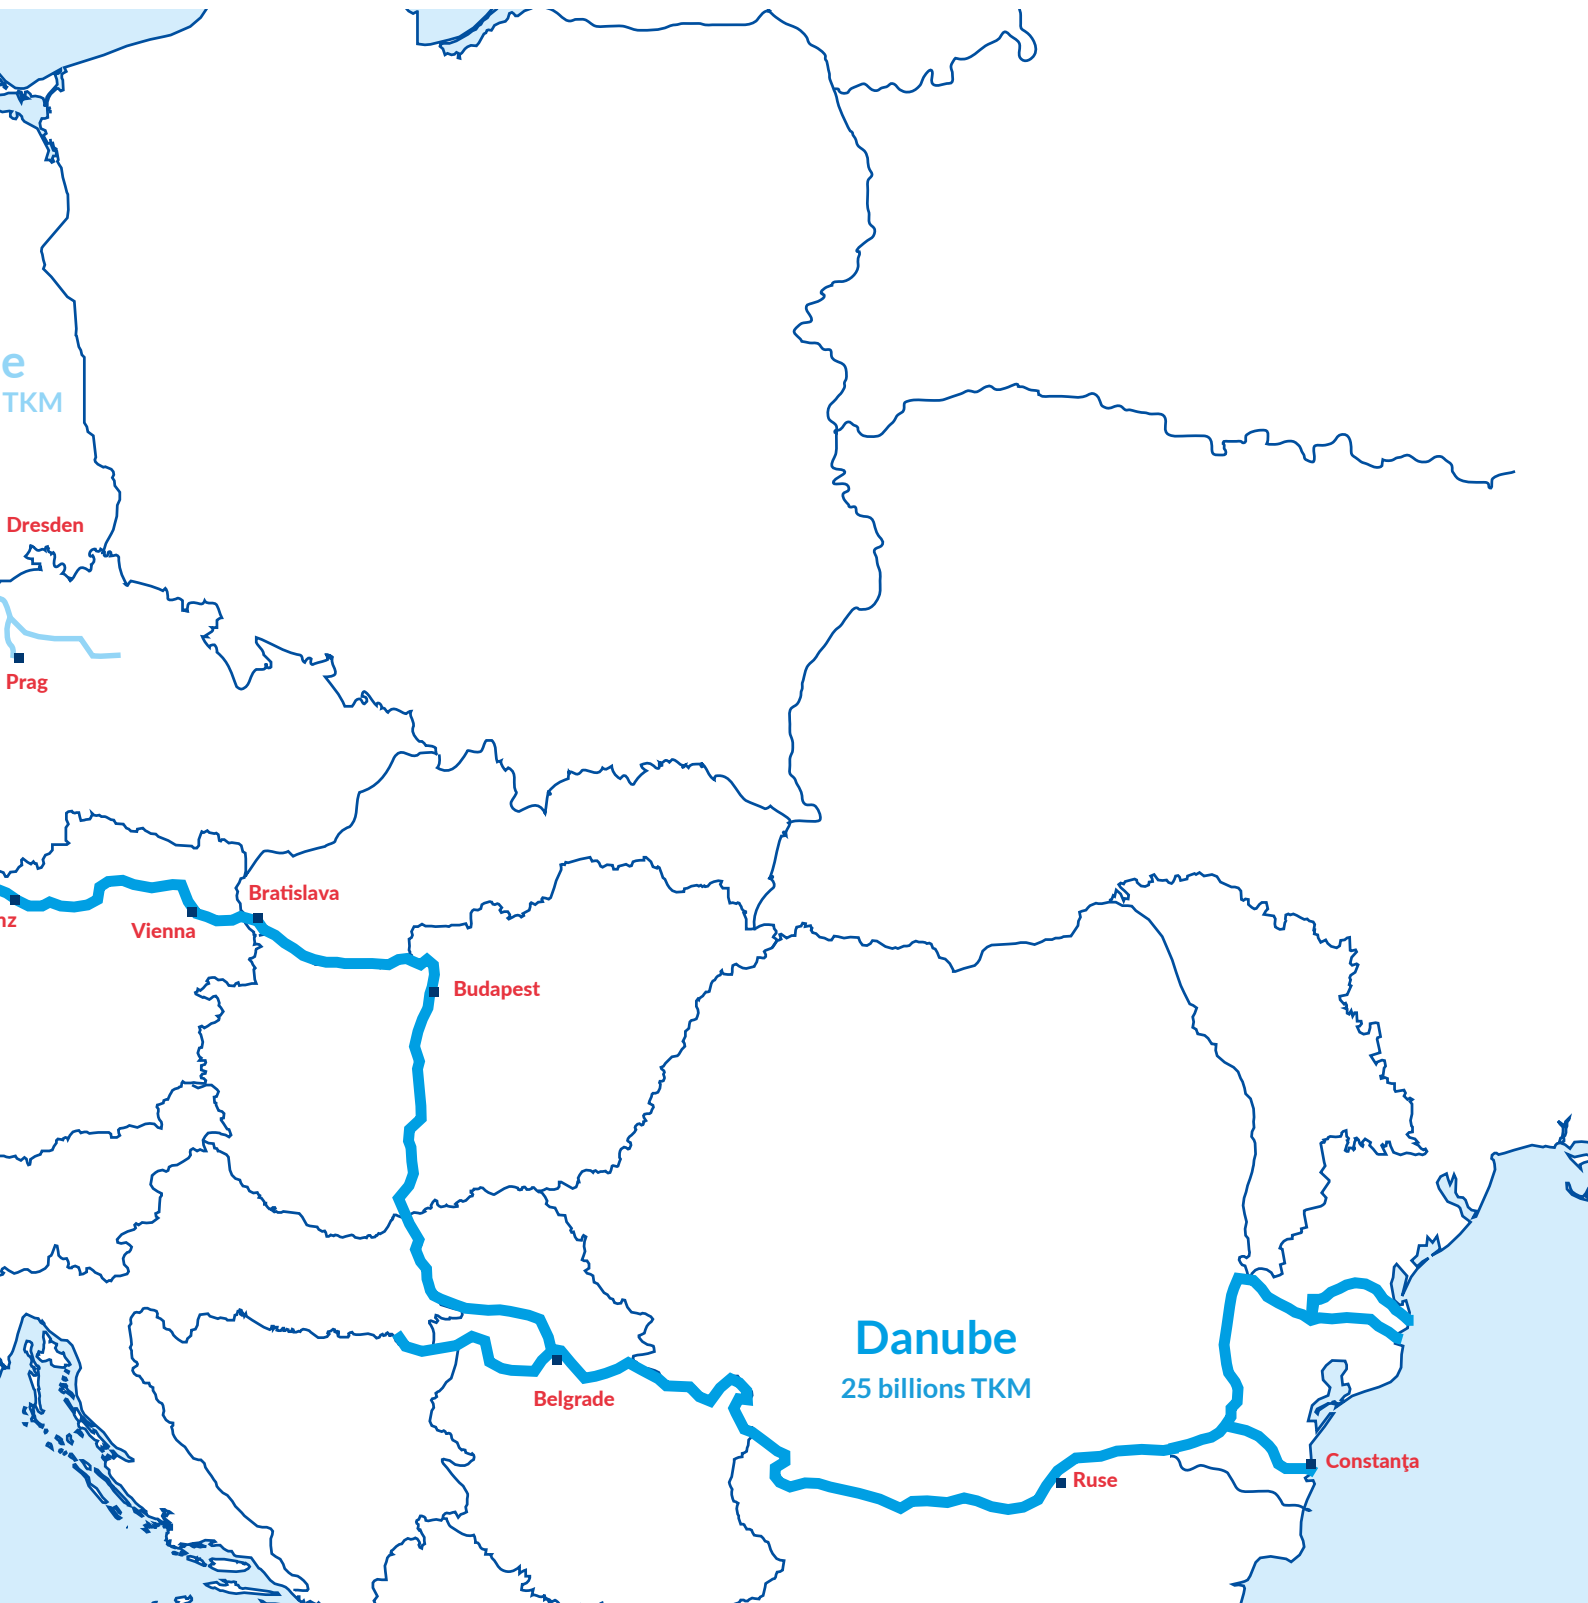 e
TKM
Dresden
Prag
Bratislava
nz
Vienna
Budapest
Danube
25 billions TKM
Belgrade
Constanţa
Ruse